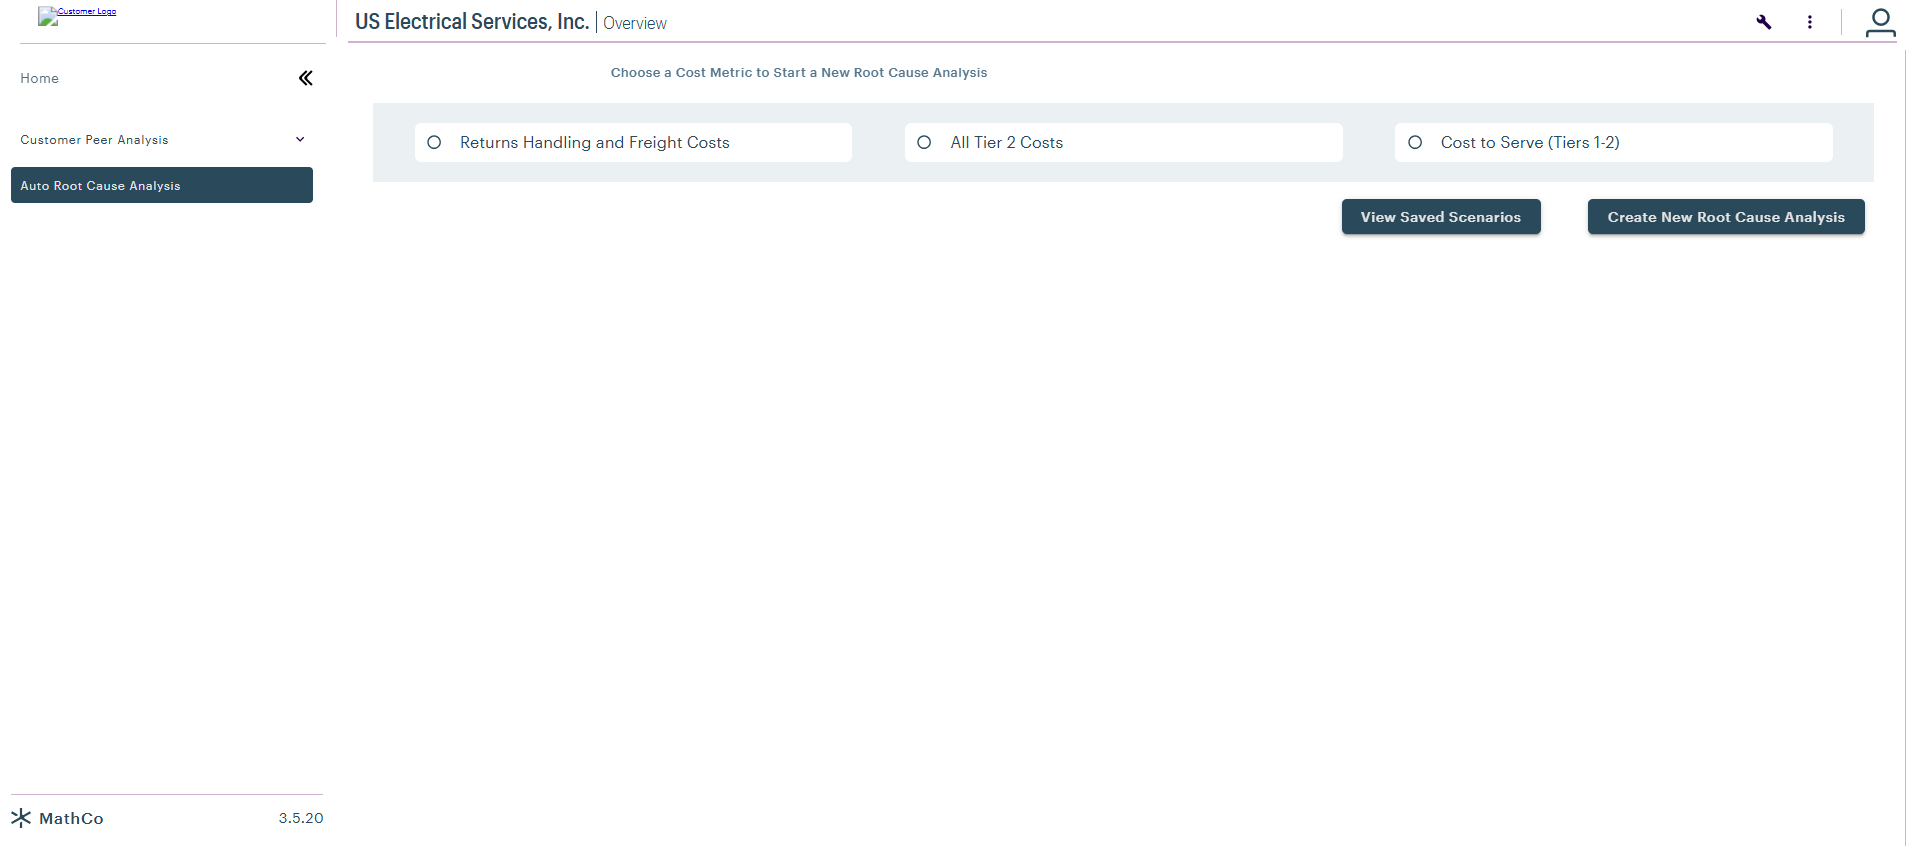 Customer Logo
US Electrical Services, Inc. | Overview
Home
Choose a Cost Metric to Start a New Root Cause Analysis
Customer Peer Analysis
Returns Handling and Freight Costs
All Tier 2 Costs
Cost to Serve (Tiers 1-2)
Auto Root Cause Analysis
View Saved Scenarios
Create New Root Cause Analysis
MathCo
3.5.20